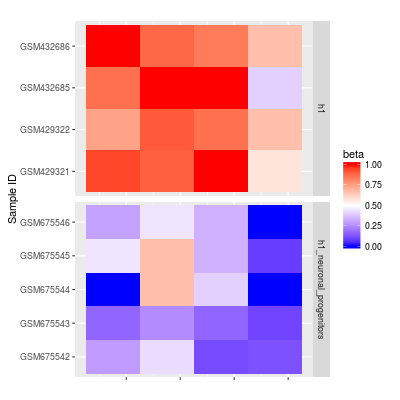 GSM432686
GSM432685
GSM429322
GSM429321
h1
GSM675546
GSM675545
GSM675544
GSM675543
GSM675542
h1_neuronal_progenitors
Sample ID
beta
1.00
0.75
0.50
0.25
0.00